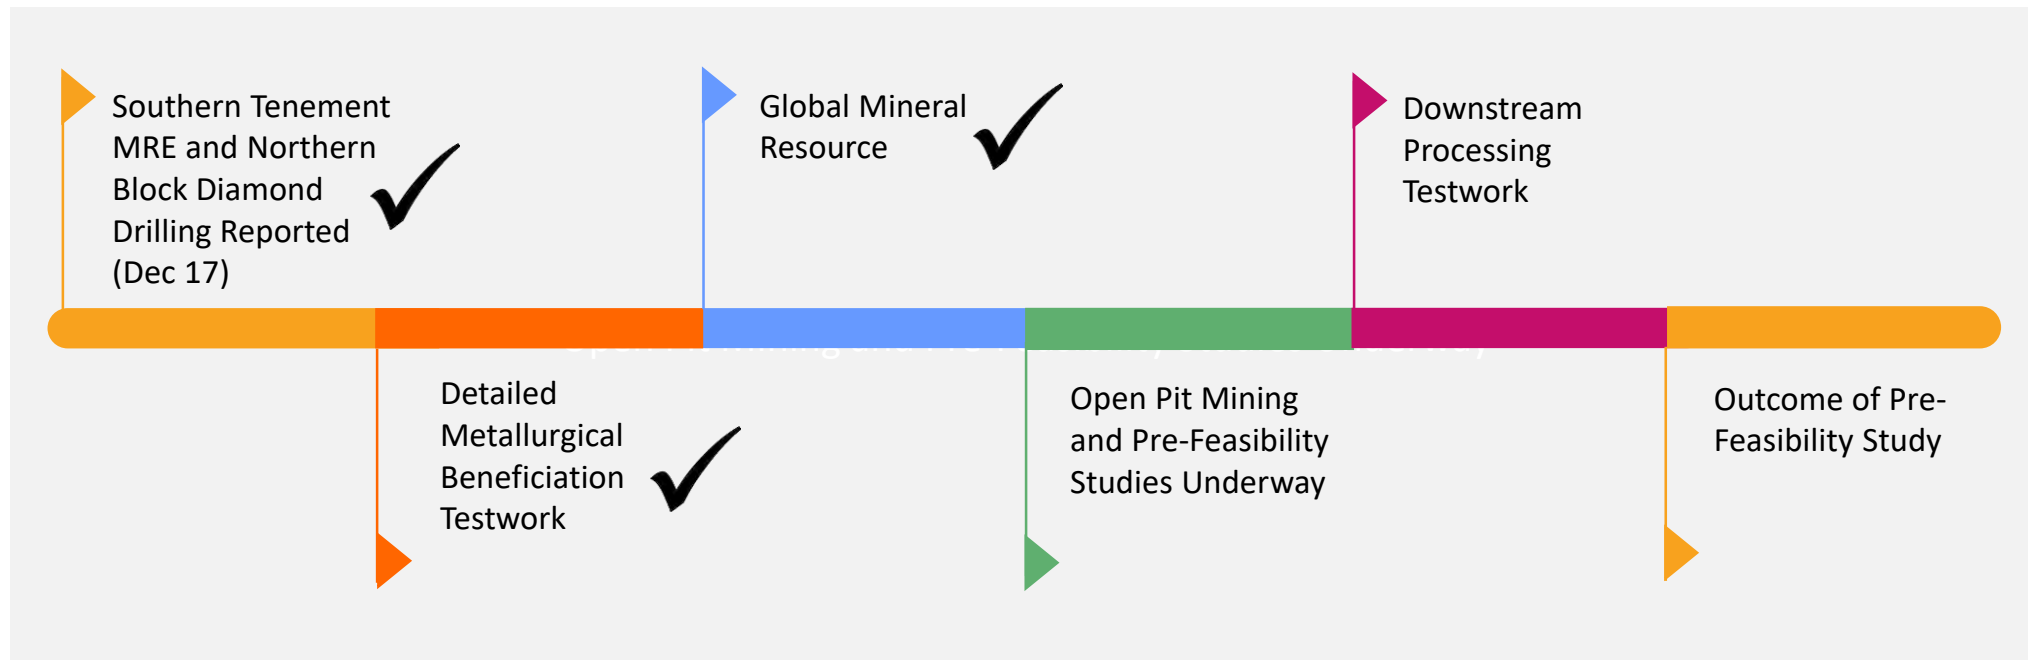 Southern Tenement
MRE and Northern
Block Diamond
Drilling Reported
(Dec 17)
Detailed
Metallurgical
Beneficiation
Testwork
Global Mineral
Resource
Open Pit Mining
and Pre-Feasibility
Studies Underway
Downstream
Processing
Testwork
Outcome of Pre-
Feasibility Study